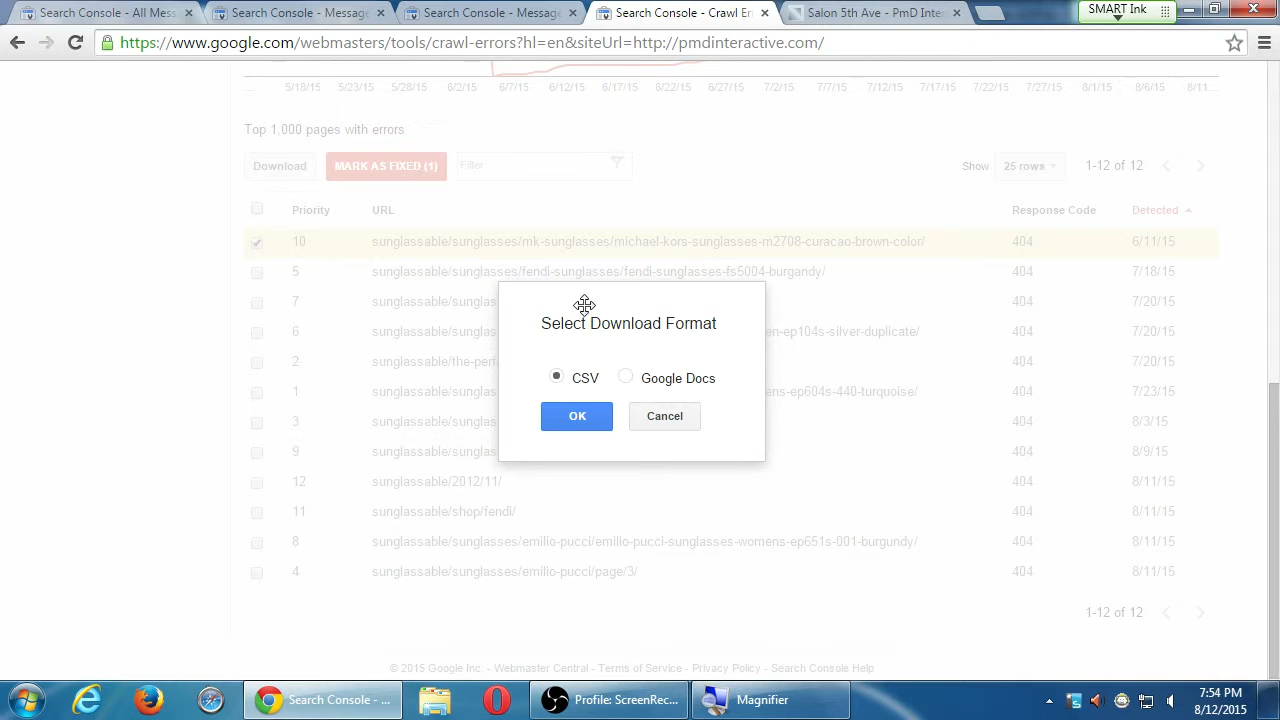 Search Console - All Mess
Search Console - Message
Search Console - Message
Search Console - Crawl Er
Salon 5th Ave - PmD Inter
SMART Ink
https://www.google.com/webmasters/tools/crawl-errors?hl=en&siteUrl=http://pmdinteractive.com/
5/18/15 5/23/15 5/28/15 6/2/15 6/7/15 6/12/15 6/17/15 6/22/15 6/27/15 7/2/15 7/7/15 7/12/15 7/17/15 7/22/15 7/27/15 8/1/15 8/6/15 8/11...
Top 1,000 pages with errors
Download MARK AS FIXED (1) Filter Show 25 rows 1-12 of 12
Priority URL Response Code Detected
10 sunglassable/sunglasses/mk-sunglasses/michael-kors-sunglasses-m2708-curacao-brown-color/ 404 6/11/15
5 sunglassable/sunglasses/fendi-sunglasses/fendi-sunglasses-fs5004-burgandy/ 404 7/18/15
7 sunglassable/sunglas 404 7/20/15
6 sunglassable/sunglas en-ep104s-silver-duplicate/ 404 7/20/15
2 sunglassable/the-perf 404 7/20/15
1 sunglassable/sunglas ens-ep604s-440-turquoise/ 404 7/23/15
3 sunglassable/sunglas 404 8/3/15
9 sunglassable/sunglas 404 8/9/15
12 sunglassable/2012/11/ 404 8/11/15
11 sunglassable/shop/fendi/ 404 8/11/15
8 sunglassable/sunglasses/emilio-pucci/emilio-pucci-sunglasses-womens-ep651s-001-burgundy/ 404 8/11/15
4 sunglassable/sunglasses/emilio-pucci/page/3/ 404 8/11/15
Select Download Format
CSV Google Docs
OK Cancel
1-12 of 12
© 2015 Google Inc. - Webmaster Central - Terms of Service - Privacy Policy - Search Console Help
Search Console - ...
Profile: ScreenRec...
Magnifier
7:54 PM
8/12/2015